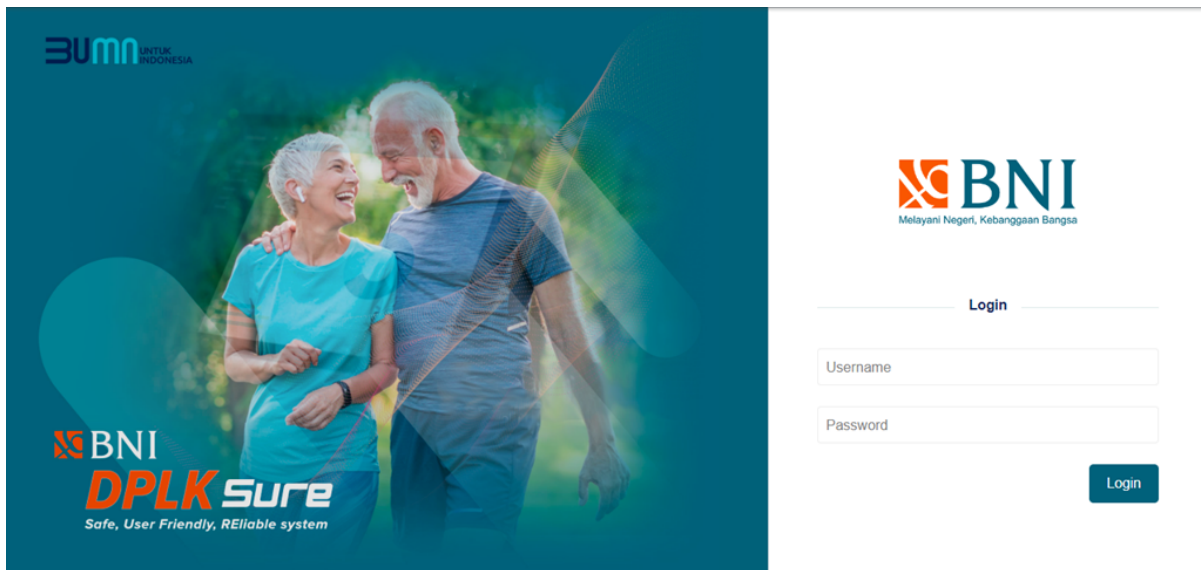 BUMN UNTUK
INDONESIA
BNI
DPLK Sure
Safe, User Friendly, REliable system
BNI
Melayani Negeri, Kebanggaan Bangsa
Login
Username
Password
Login